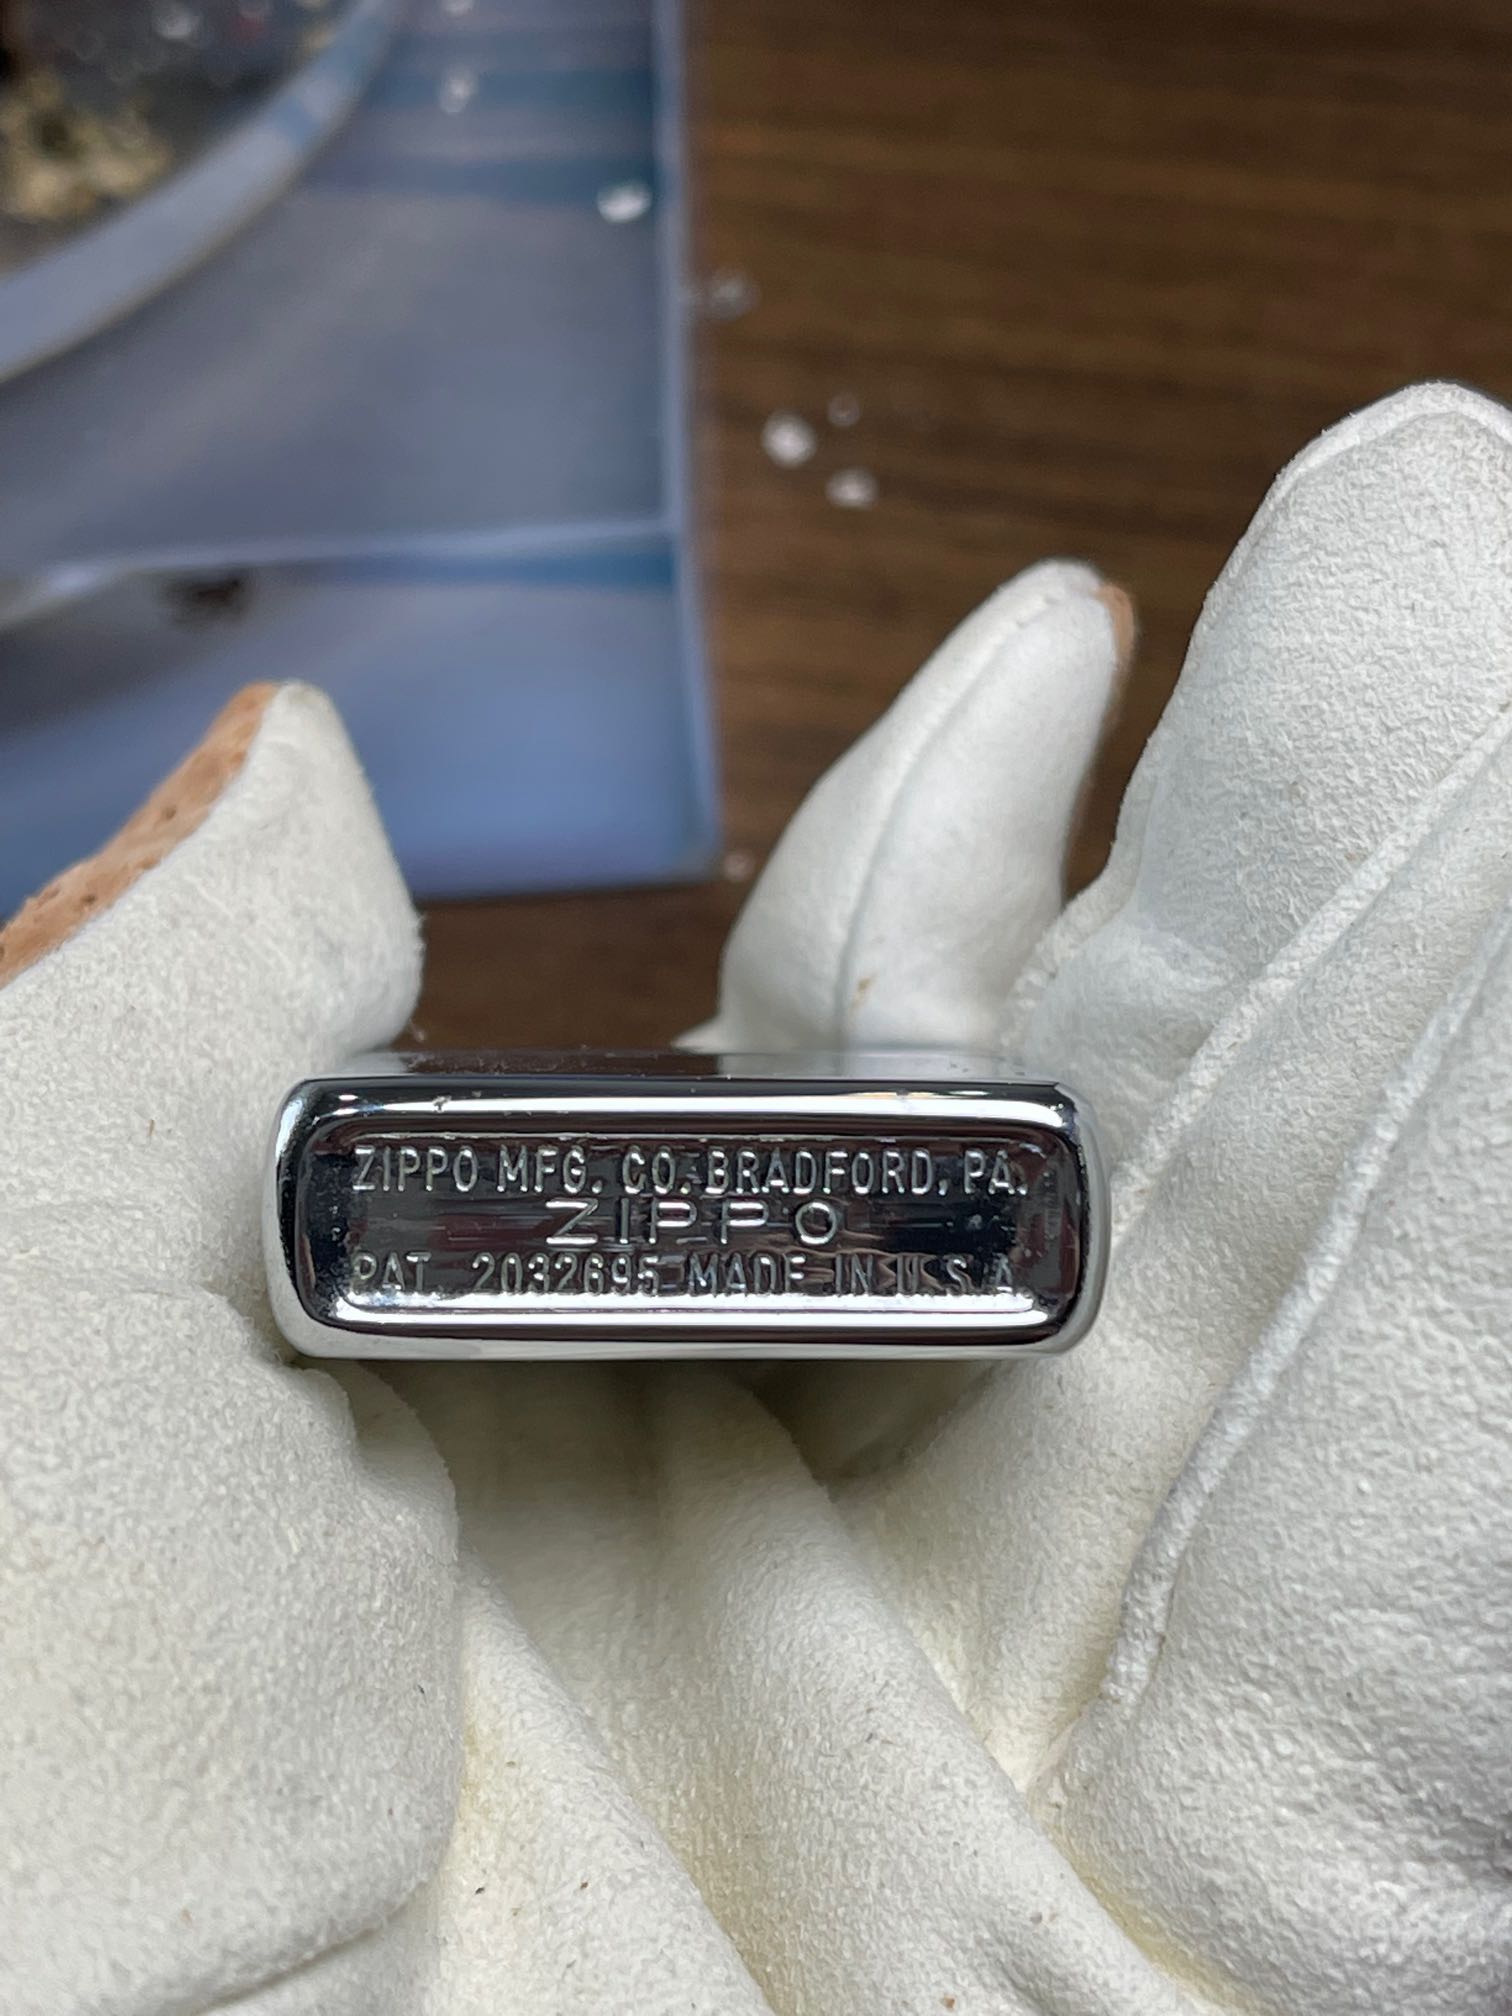 ZIPPO MFG. CO. BRADFORD, PA.
ZIPPO
PAT. 2032695 MADE IN U.S.A.